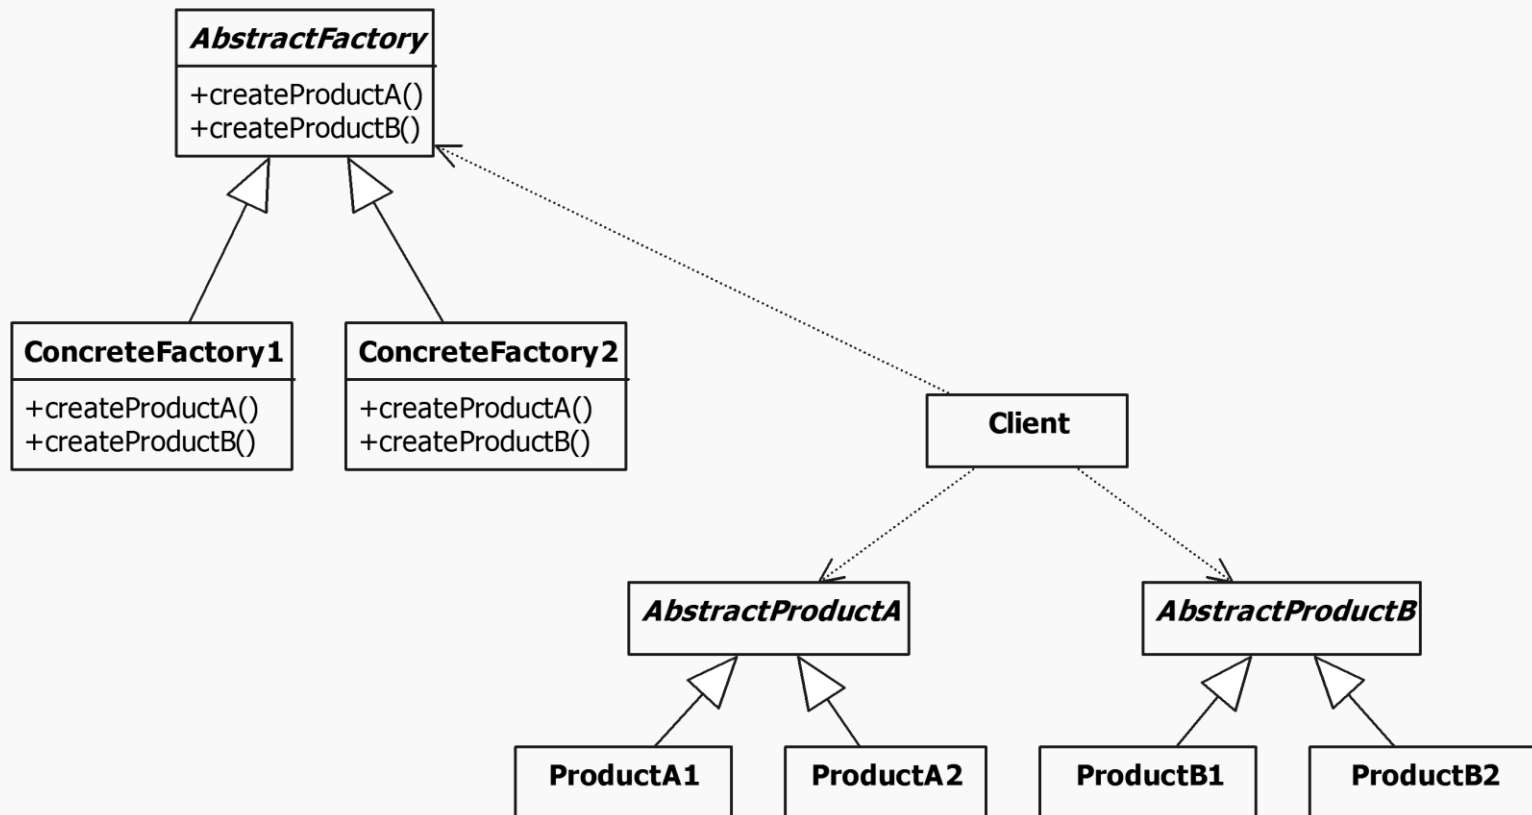 AbstractFactory
+createProductA()
+createProductB()
ConcreteFactory1
+createProductA()
+createProductB()
ConcreteFactory2
+createProductA()
+createProductB()
Client
AbstractProductA
AbstractProductB
ProductA1
ProductA2
ProductB1
ProductB2